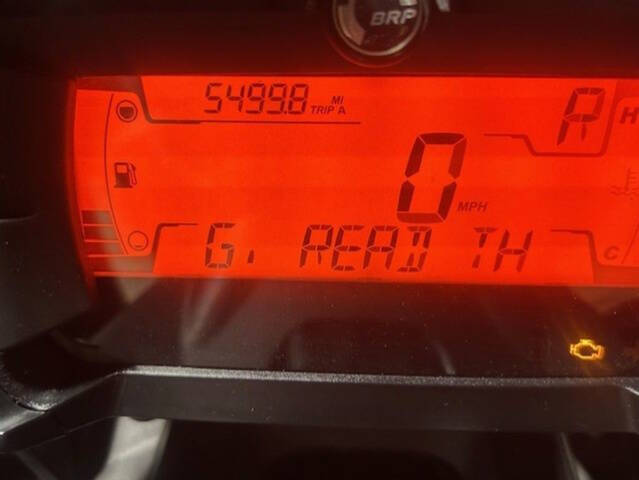 BRP
5499.8 MI
TRIP A
R H
0 MPH
G. READ TH
C